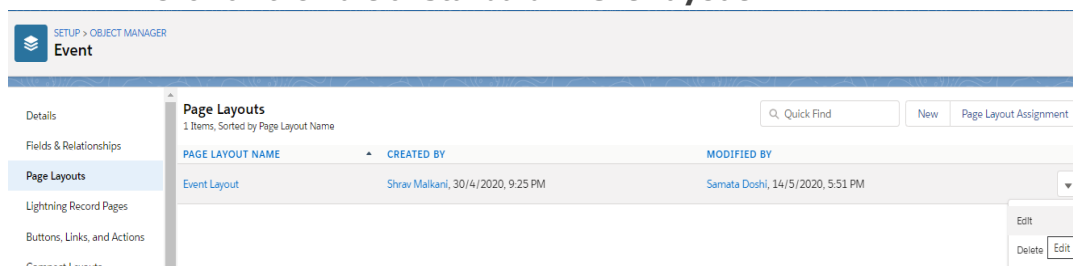 SETUP > OBJECT MANAGER
Event
Details
Fields & Relationships
Page Layouts
Lightning Record Pages
Buttons, Links, and Actions
Page Layouts
1 Items, Sorted by Page Layout Name
Quick Find
New
Page Layout Assignment
PAGE LAYOUT NAME
CREATED BY
MODIFIED BY
Event Layout
Shrav Malkani, 30/4/2020, 9:25 PM
Samata Doshi, 14/5/2020, 5:51 PM
Edit
Delete
Edit